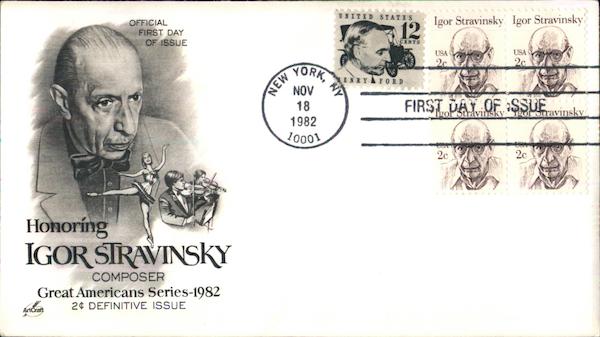 OFFICIAL
FIRST DAY
OF ISSUE
Honoring
IGOR STRAVINSKY
COMPOSER
Great Americans Series-1982
2¢ DEFINITIVE ISSUE
ArtCraft
NEW YORK, NY
NOV
18
1982
10001
UNITED STATES
12
CENTS
HENRY FORD
Igor Stravinsky
USA
2c
Igor Stravinsky
USA
2c
FIRST DAY OF ISSUE
Igor Stravinsky
USA
2c
Igor Stravinsky
USA
2c